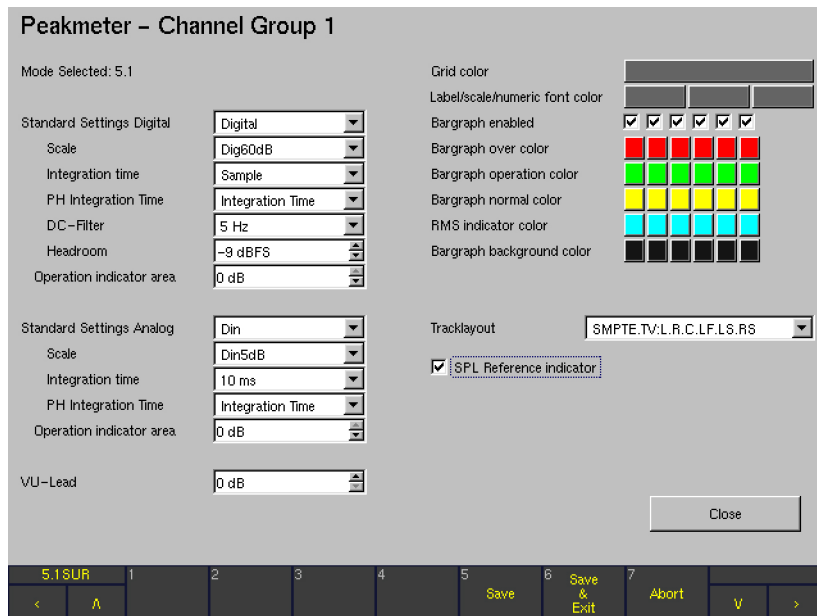 Peakmeter – Channel Group 1
Mode Selected: 5.1
Standard Settings Digital Digital
Scale Dig60dB
Integration time Sample
PH Integration Time Integration Time
DC–Filter 5 Hz
Headroom –9 dBFS
Operation indicator area 0 dB
Standard Settings Analog Din
Scale Din5dB
Integration time 10 ms
PH Integration Time Integration Time
Operation indicator area 0 dB
VU–Lead 0 dB
Grid color
Label/scale/numeric font color
Bargraph enabled
Bargraph over color
Bargraph operation color
Bargraph normal color
RMS indicator color
Bargraph background color
Tracklayout SMPTE.TV:L.R.C.LF.LS.RS
SPL Reference indicator
Close
5.1SUR 1 2 3 4 5 6 7
Save
Save
&
Exit
Abort
< Λ V >